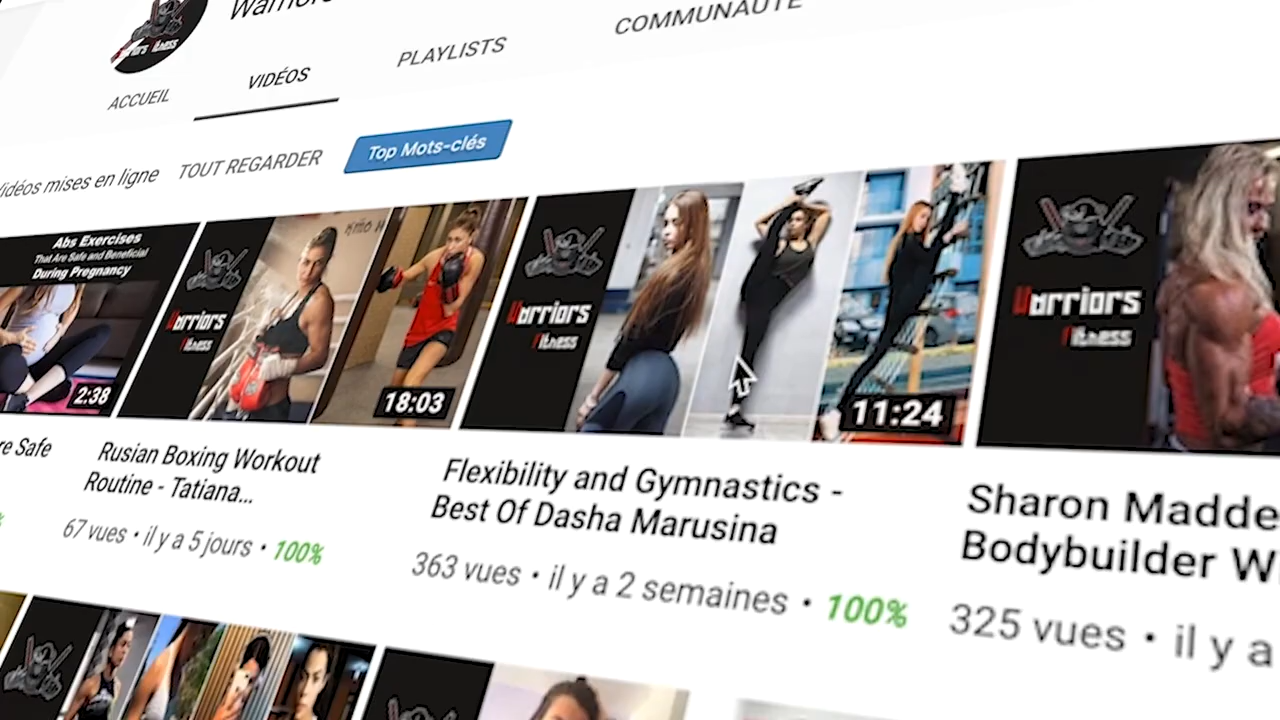 Warriors
ACCUEIL
VIDÉOS
PLAYLISTS
COMMUNAUTÉ
Vidéos mises en ligne
TOUT REGARDER
Top Mots-clés
Abs Exercises
That Are Safe and Beneficial
During Pregnancy
2:38
Warriors
Fitness
18:03
Warriors
Fitness
11:24
Warriors
Fitness
re Safe
Rusian Boxing Workout
Routine - Tatiana...
67 vues • il y a 5 jours • 100%
Flexibility and Gymnastics -
Best Of Dasha Marusina
363 vues • il y a 2 semaines • 100%
Sharon Madde
Bodybuilder W
325 vues • il y a